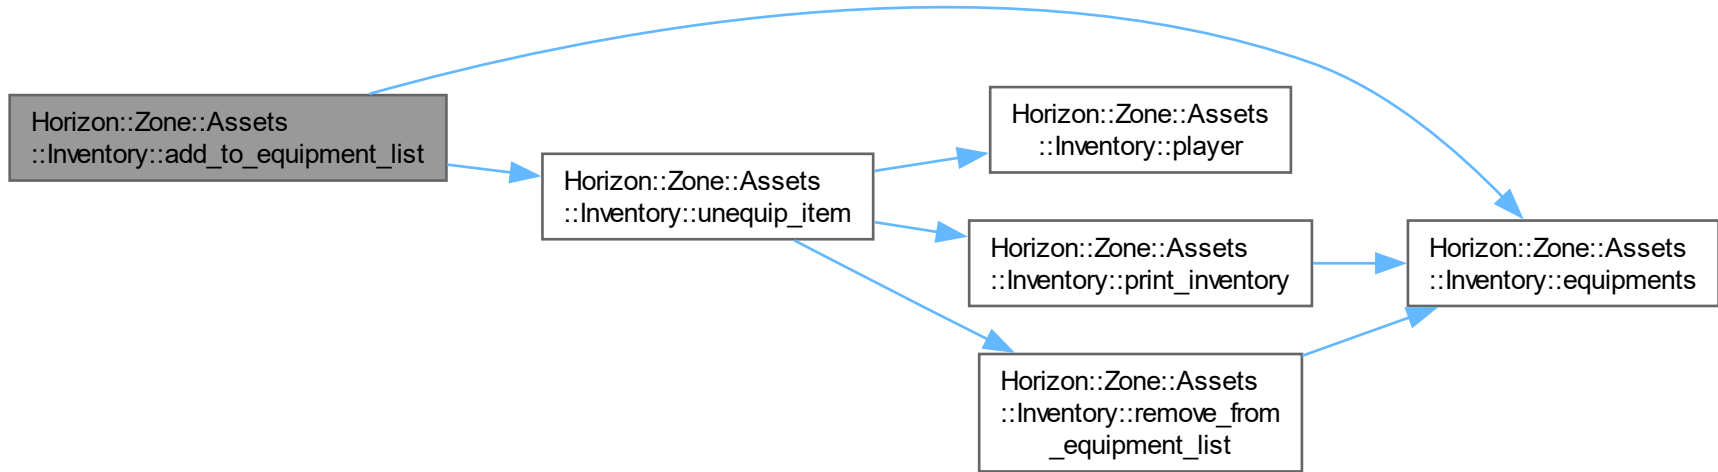 Horizon::Zone::Assets
::Inventory::add_to_equipment_list
Horizon::Zone::Assets
::Inventory::unequip_item
Horizon::Zone::Assets
::Inventory::player
Horizon::Zone::Assets
::Inventory::print_inventory
Horizon::Zone::Assets
::Inventory::remove_from
_equipment_list
Horizon::Zone::Assets
::Inventory::equipments